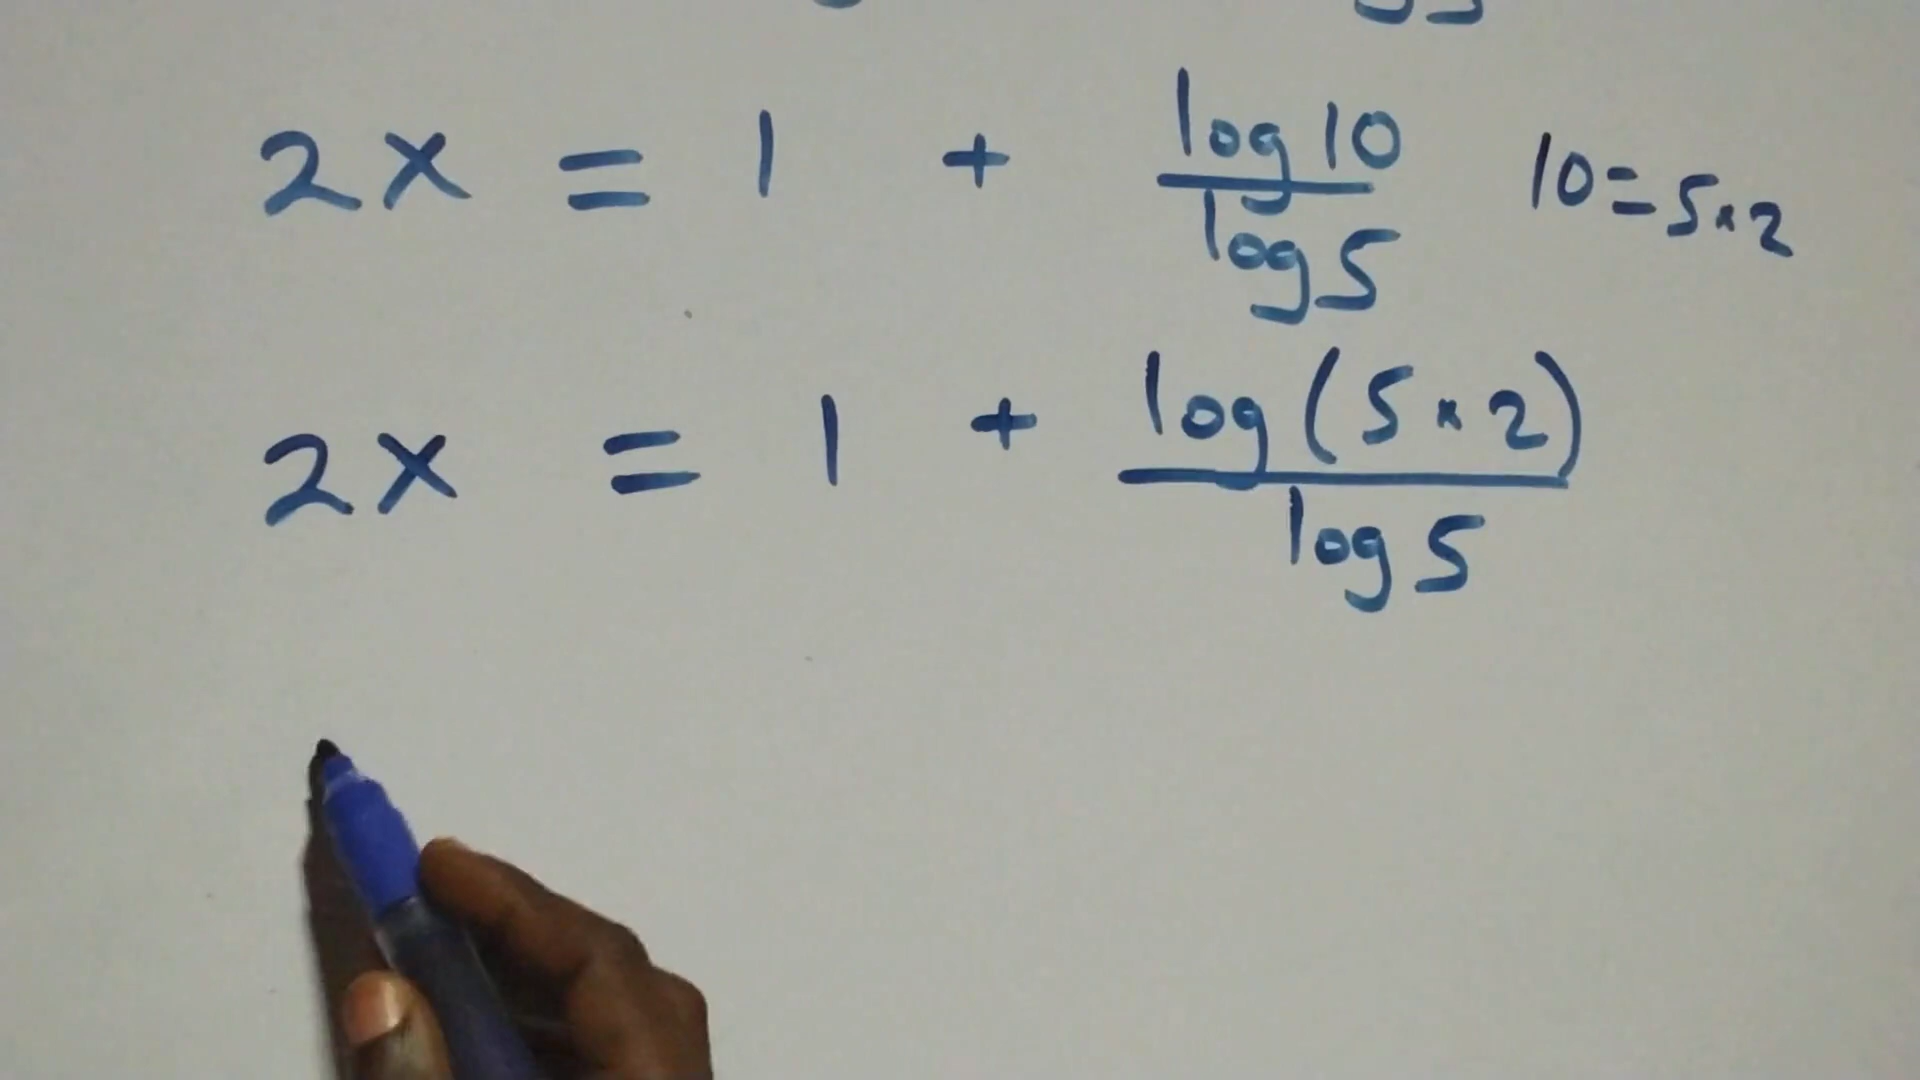 2x = 1 + log 10 / log 5    10 = 5 × 2
2x = 1 + log (5 × 2) / log 5